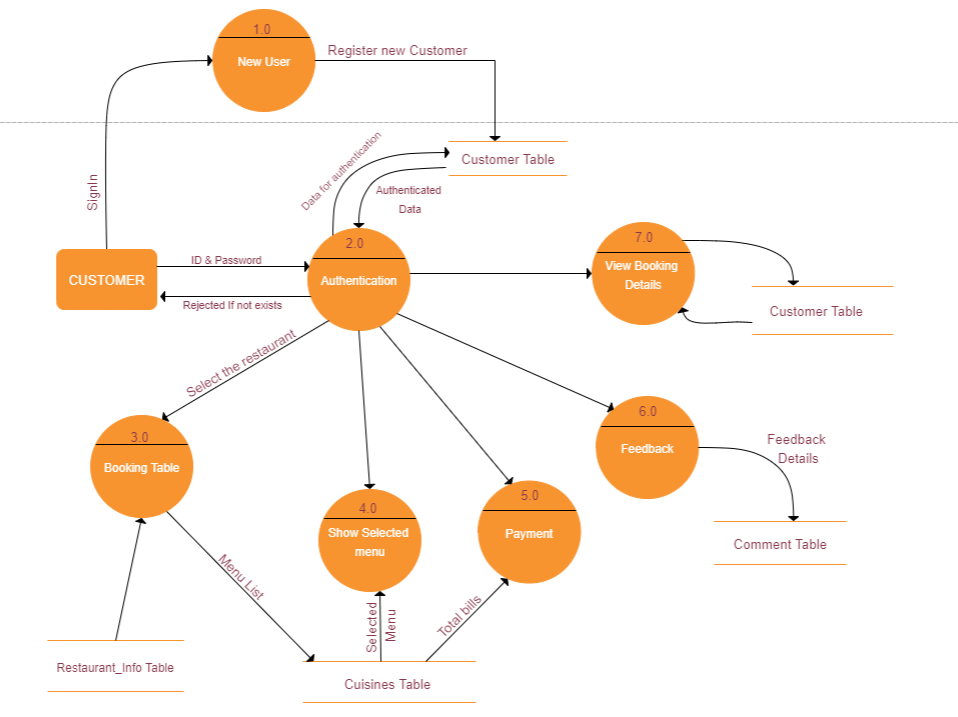 1.0
New User
Register new Customer
Customer Table
Data for authentication
Authenticated
Data
SignIn
CUSTOMER
ID & Password
Rejected If not exists
2.0
Authentication
7.0
View Booking
Details
Customer Table
Select the restaurant
3.0
Booking Table
6.0
Feedback
Feedback
Details
4.0
Show Selected
menu
5.0
Payment
Comment Table
Menu List
Selected
Menu
Total bills
Restaurant_Info Table
Cuisines Table